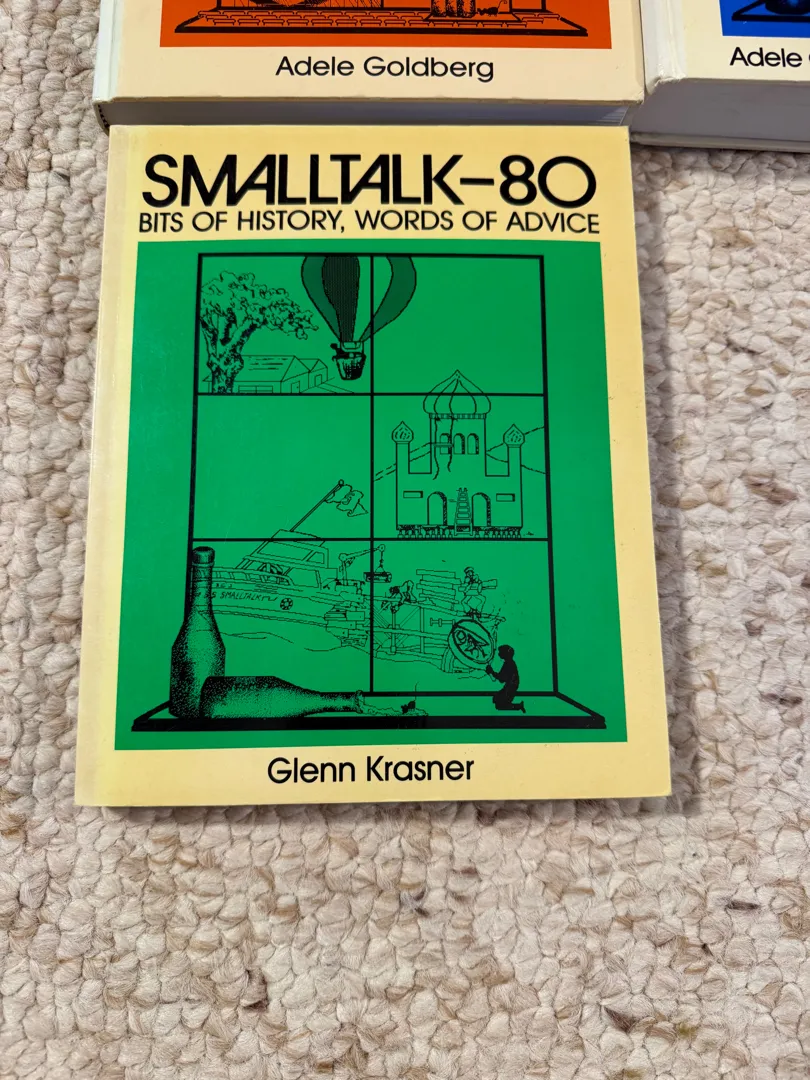 Adele Goldberg
Adele
SMALLTALK-80
BITS OF HISTORY, WORDS OF ADVICE
Glenn Krasner